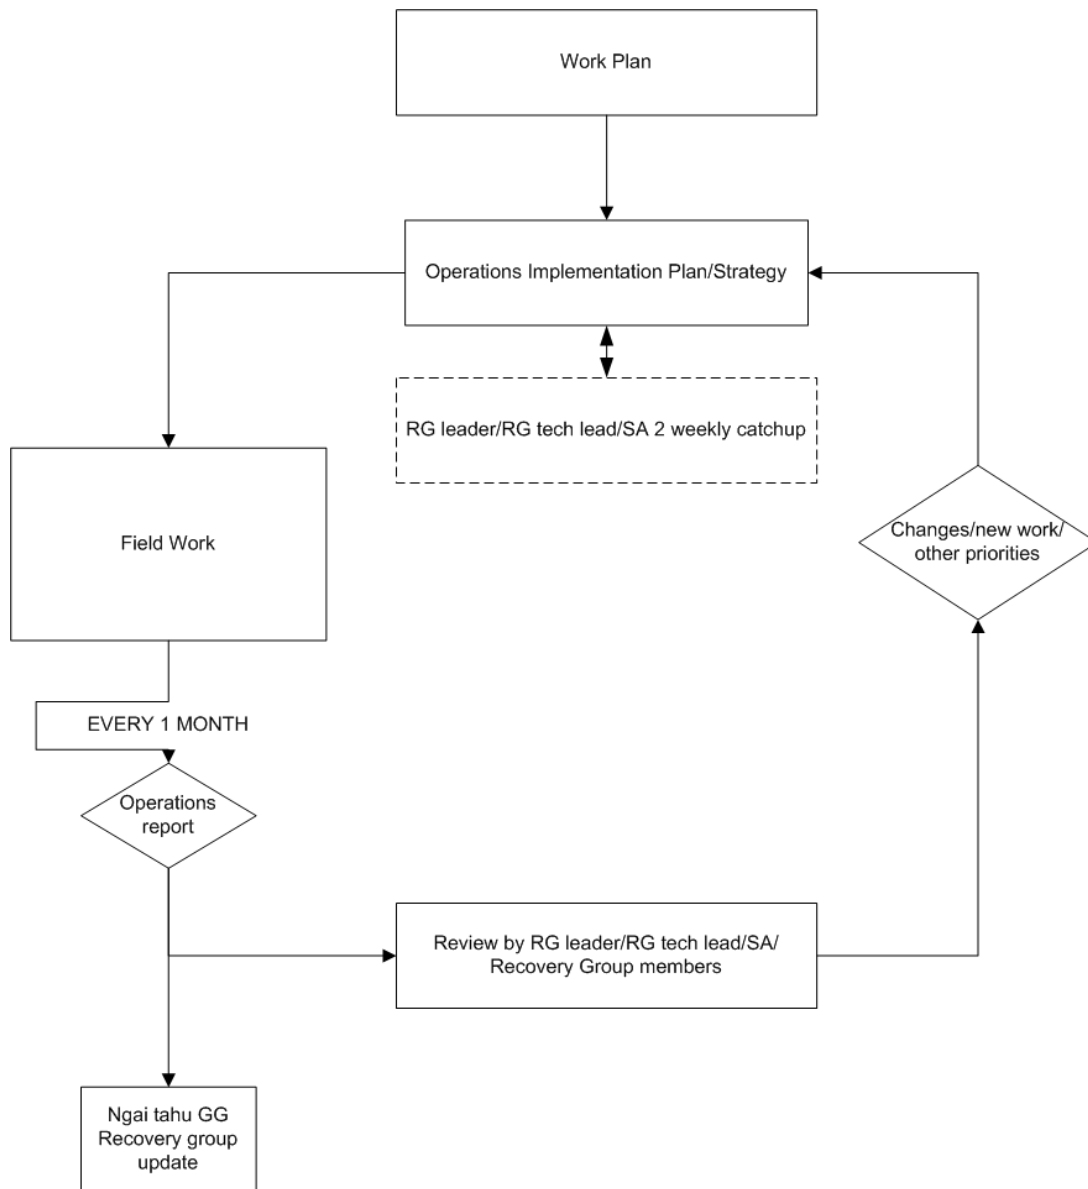 Work Plan
Operations Implementation Plan/Strategy
RG leader/RG tech lead/SA 2 weekly catchup
Field Work
Changes/new work/
other priorities
EVERY 1 MONTH
Operations
report
Review by RG leader/RG tech lead/SA/
Recovery Group members
Ngai tahu GG
Recovery group
update